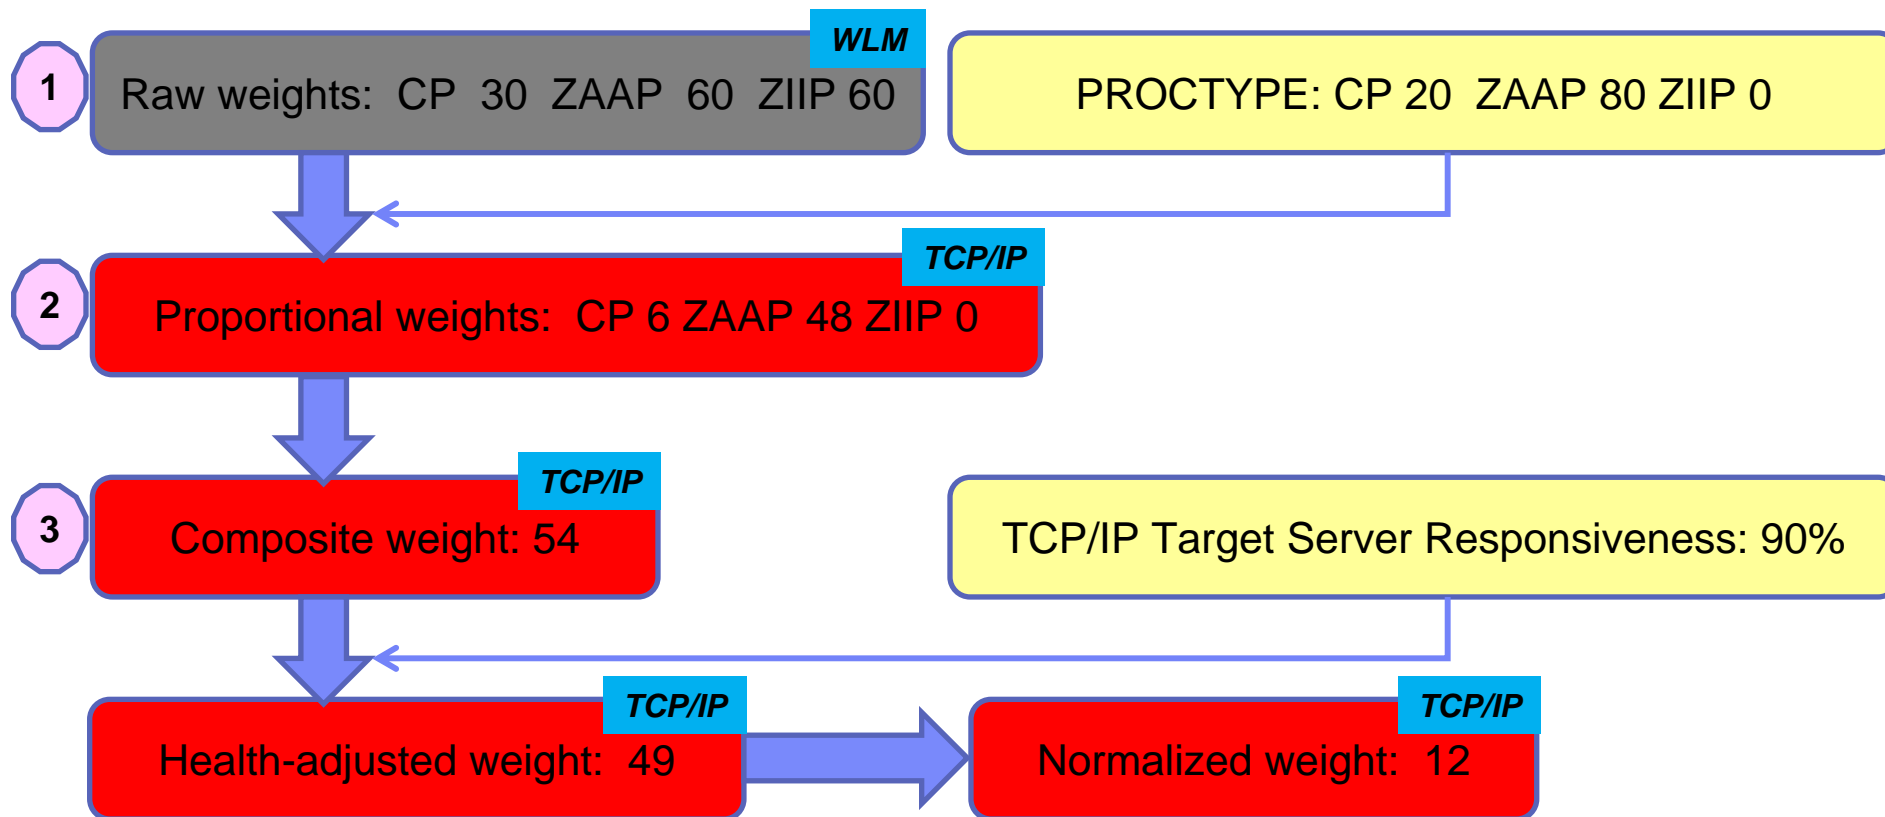 WLM
1
Raw weights: CP 30 ZAAP 60 ZIIP 60
PROCTYPE: CP 20 ZAAP 80 ZIIP 0
TCP/IP
2
Proportional weights: CP 6 ZAAP 48 ZIIP 0
TCP/IP
3
Composite weight: 54
TCP/IP Target Server Responsiveness: 90%
TCP/IP
Health-adjusted weight: 49
TCP/IP
Normalized weight: 12